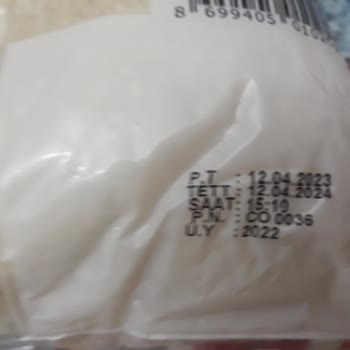 8 699405
P.T : 12.04.2023
TETT : 12.04.2024
SAAT: 15:10
P.N. : CO 0036
U.Y : 2022